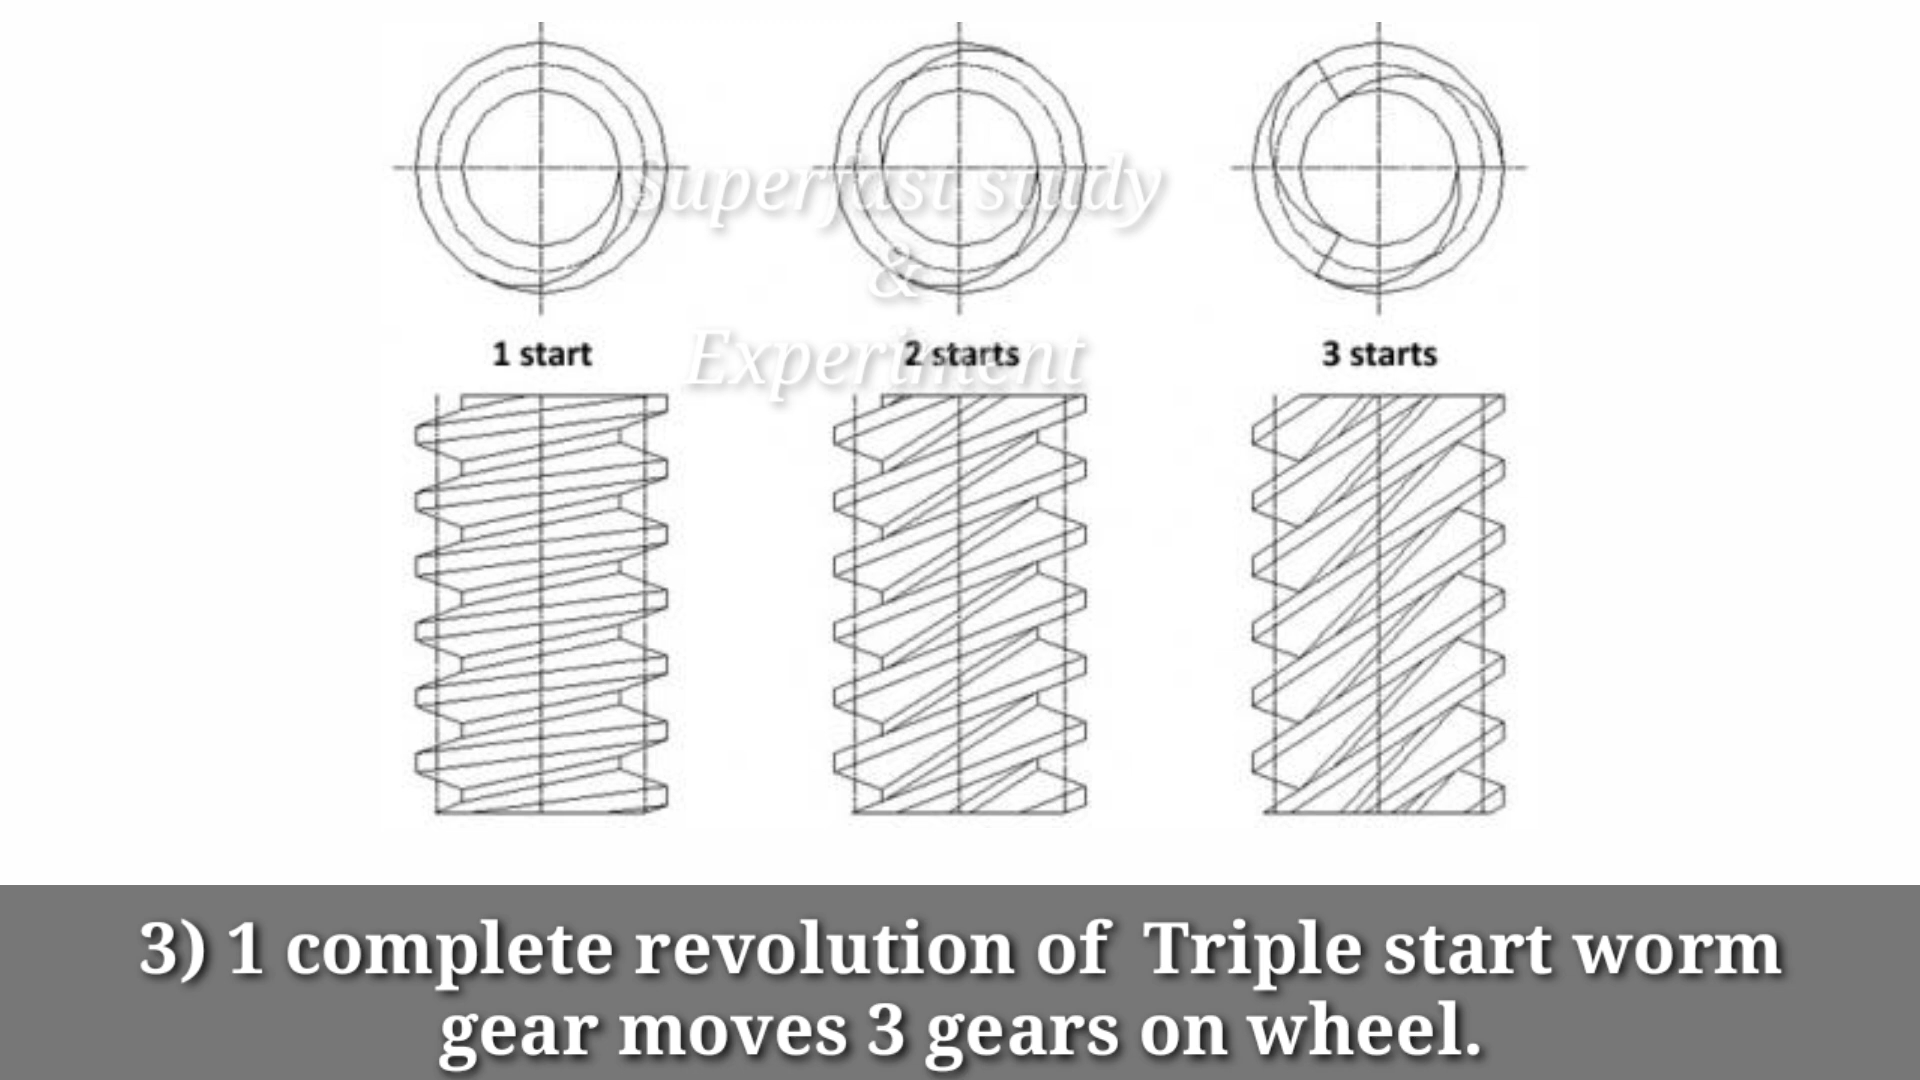 Superfast study
&
Experiment
1 start
2 starts
3 starts
3) 1 complete revolution of Triple start worm
gear moves 3 gears on wheel.